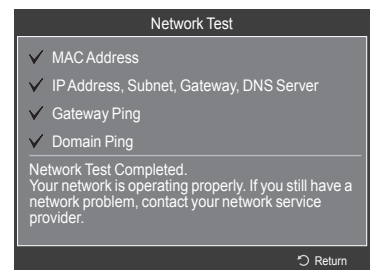 Network Test
MAC Address
IP Address, Subnet, Gateway, DNS Server
Gateway Ping
Domain Ping
Network Test Completed.
Your network is operating properly. If you still have a
network problem, contact your network service
provider.
Return